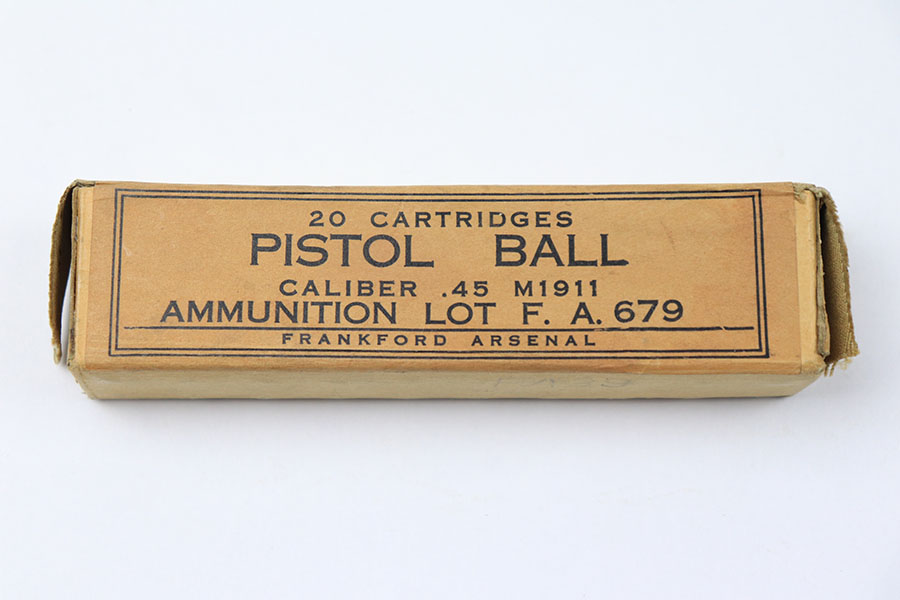 20 CARTRIDGES
PISTOL BALL
CALIBER .45 M1911
AMMUNITION LOT F. A. 679
FRANKFORD ARSENAL